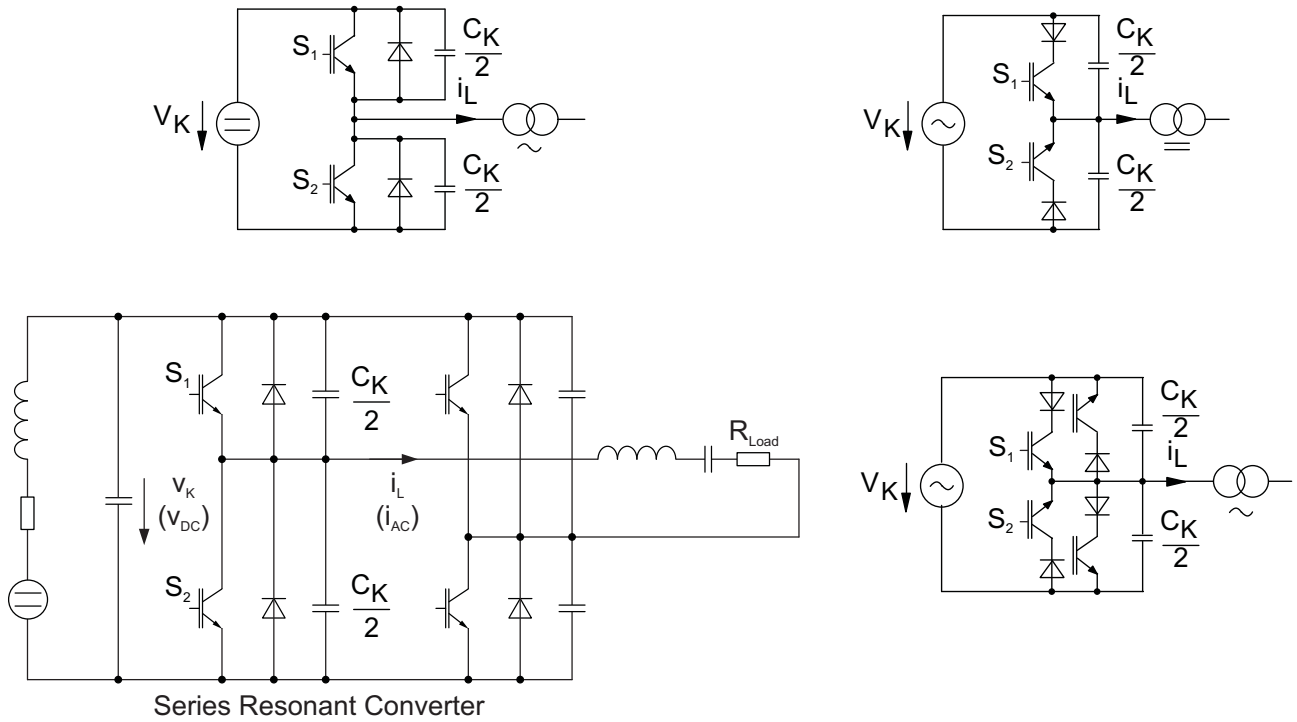 S1
CK
2
iL
VK
S2
CK
2
S1
CK
2
iL
VK
S2
CK
2
S1
CK
2
RLoad
vK
(vDC)
iL
(iAC)
S2
CK
2
Series Resonant Converter
CK
2
S1
iL
VK
S2
CK
2